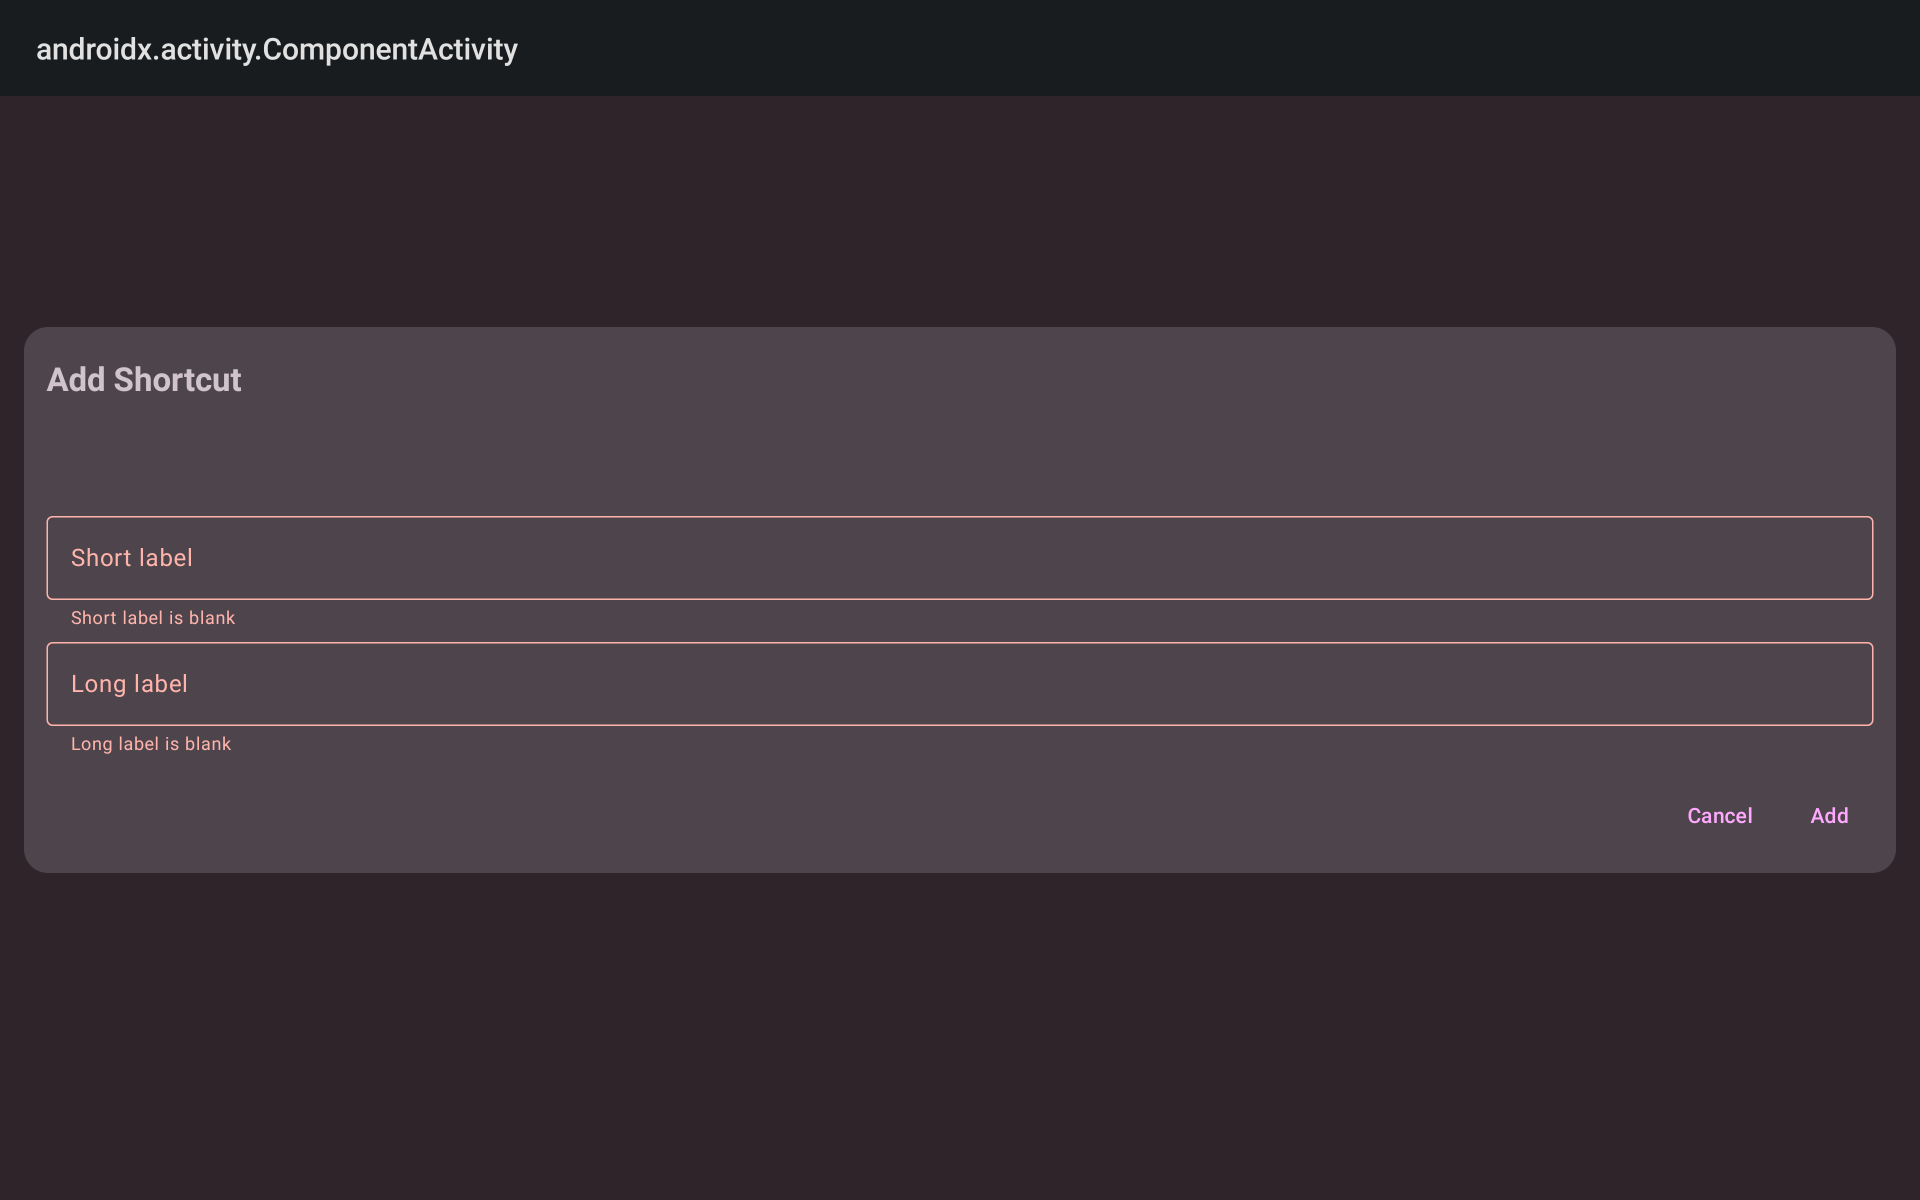 androidx.activity.ComponentActivity
Add Shortcut
Short label
Short label is blank
Long label
Long label is blank
Cancel
Add